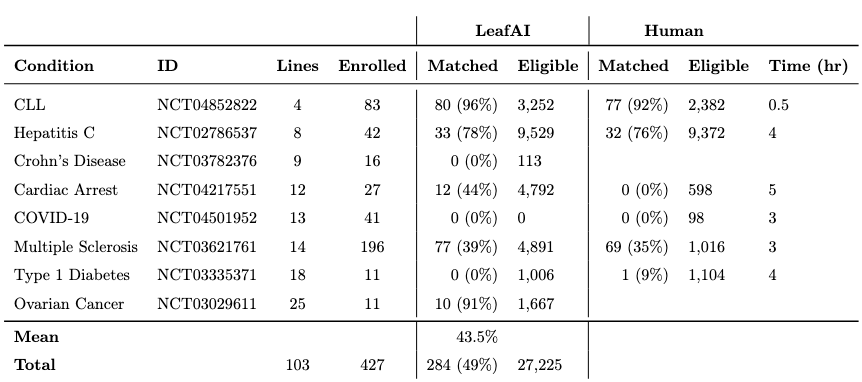 LeafAI Human
Condition ID Lines Enrolled Matched Eligible Matched Eligible Time (hr)
CLL NCT04852822 4 83 80 (96%) 3,252 77 (92%) 2,382 0.5
Hepatitis C NCT02786537 8 42 33 (78%) 9,529 32 (76%) 9,372 4
Crohn's Disease NCT03782376 9 16 0 (0%) 113
Cardiac Arrest NCT04217551 12 27 12 (44%) 4,792 0 (0%) 598 5
COVID-19 NCT04501952 13 41 0 (0%) 0 0 (0%) 98 3
Multiple Sclerosis NCT03621761 14 196 77 (39%) 4,891 69 (35%) 1,016 3
Type 1 Diabetes NCT03335371 18 11 0 (0%) 1,006 1 (9%) 1,104 4
Ovarian Cancer NCT03029611 25 11 10 (91%) 1,667
Mean 43.5%
Total 103 427 284 (49%) 27,225